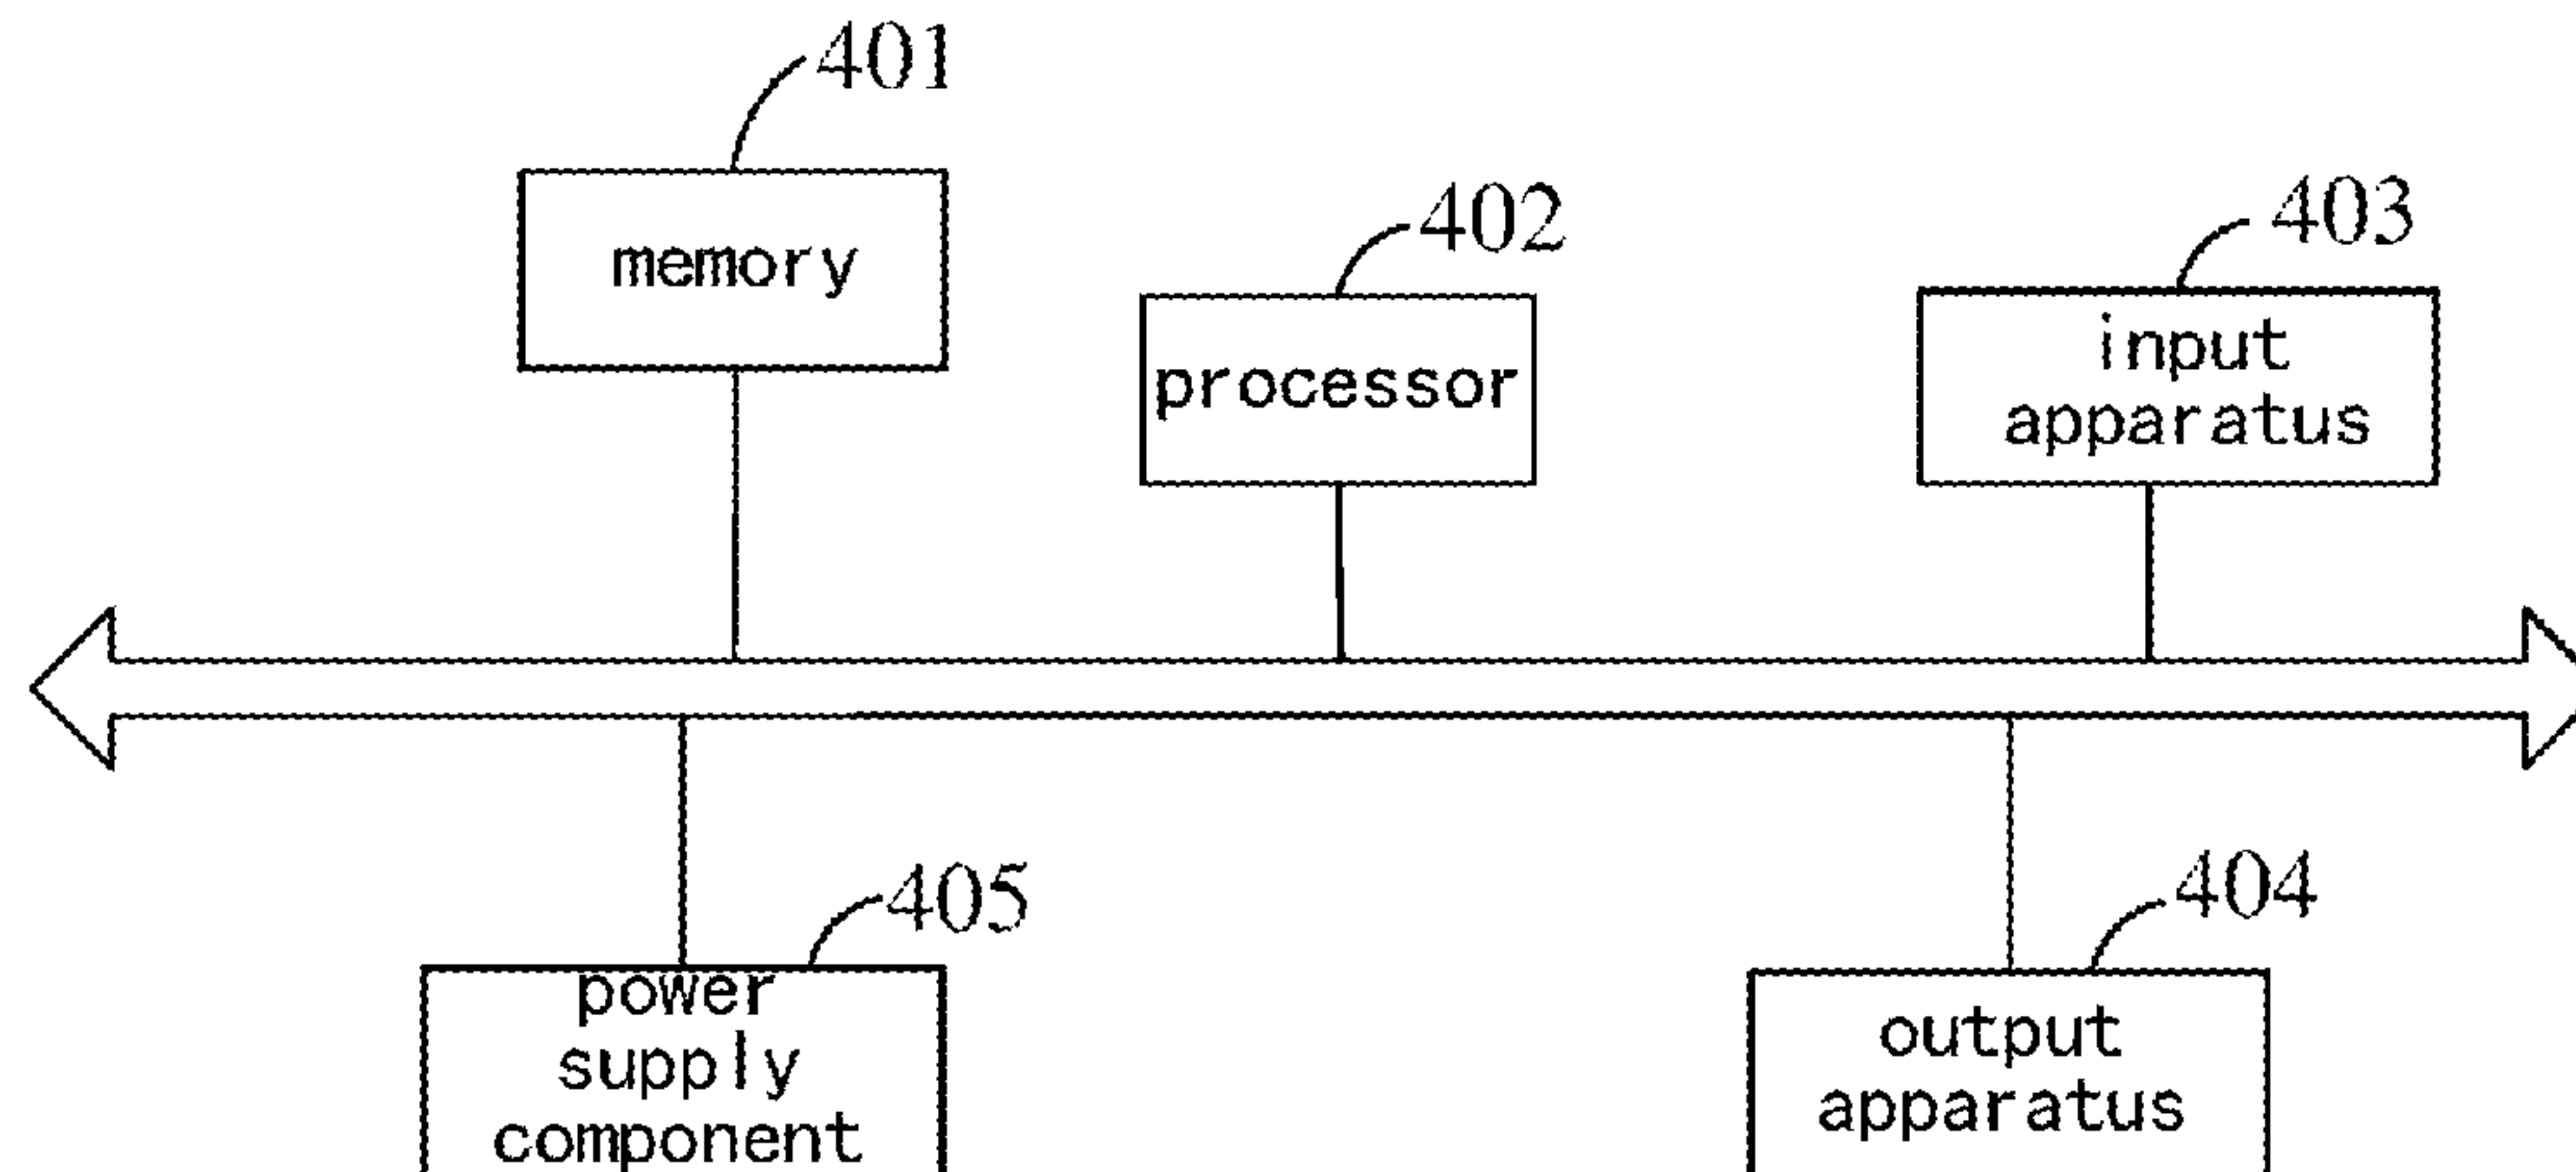 401
memory
402
processor
403
input
apparatus
405
power
supply
component
404
output
apparatus